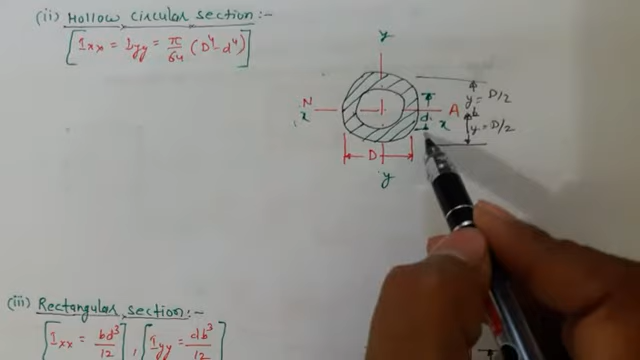 (ii) Hollow circular section:-
[Ixx = Iyy = π/64 (D⁴-d⁴)]
y
y = D/2
N
A
x
d
x
y = D/2
D
y
(iii) Rectangular section:-
[Ixx = bd³/12], [Iyy = db³/12]